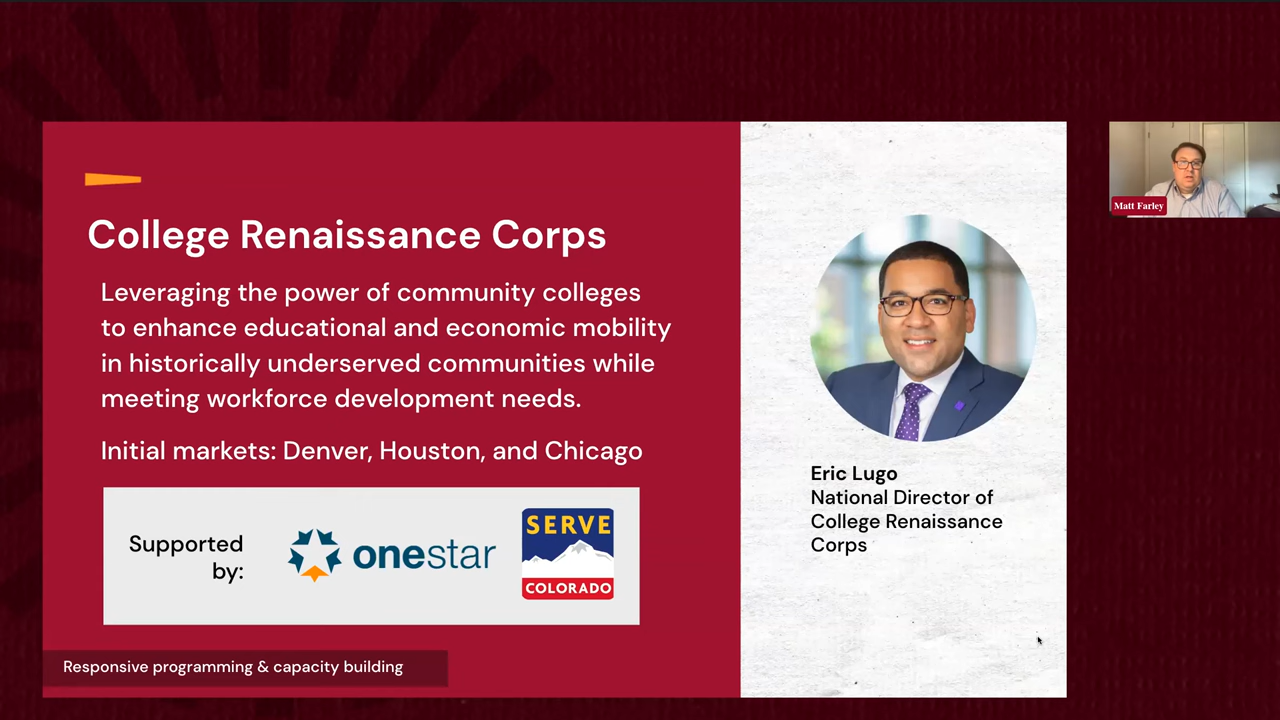 College Renaissance Corps
Leveraging the power of community colleges
to enhance educational and economic mobility
in historically underserved communities while
meeting workforce development needs.
Initial markets: Denver, Houston, and Chicago
Supported
by:
onestar
SERVE
COLORADO
Responsive programming & capacity building
Eric Lugo
National Director of
College Renaissance
Corps
Matt Farley